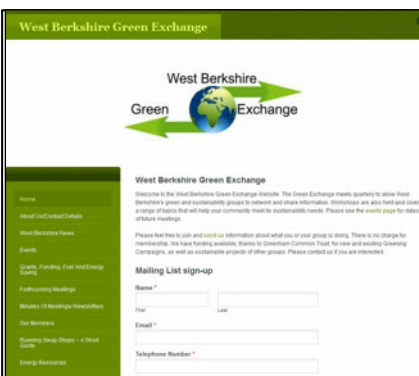 West Berkshire Green Exchange
West Berkshire
Green Exchange
Home
About Us/Contact Details
West Berkshire News
Events
Grants, Funding, Fuel And Energy
Saving
Forthcoming Meetings
Minutes Of Meetings/ Newsletters
Our Members
Running Swap Shops – A Short
Guide
Energy Resources
West Berkshire Green Exchange
Welcome to the West Berkshire Green Exchange Website. The Green Exchange meets quarterly to allow West
Berkshire's green and sustainability groups to network and share information. Workshops are also held and cover
a range of topics that will help your community meet its sustainability needs. Please see the events page for dates
of future meetings.
Please feel free to join and send us information about what you or your group is doing. There is no charge for
membership. We have funding available, thanks to Greenham Common Trust, for new and existing Greening
Campaigns, as well as sustainable projects of other groups. Please contact us if you are interested.
Mailing List sign-up
Name *
First Last
Email *
Telephone Number *